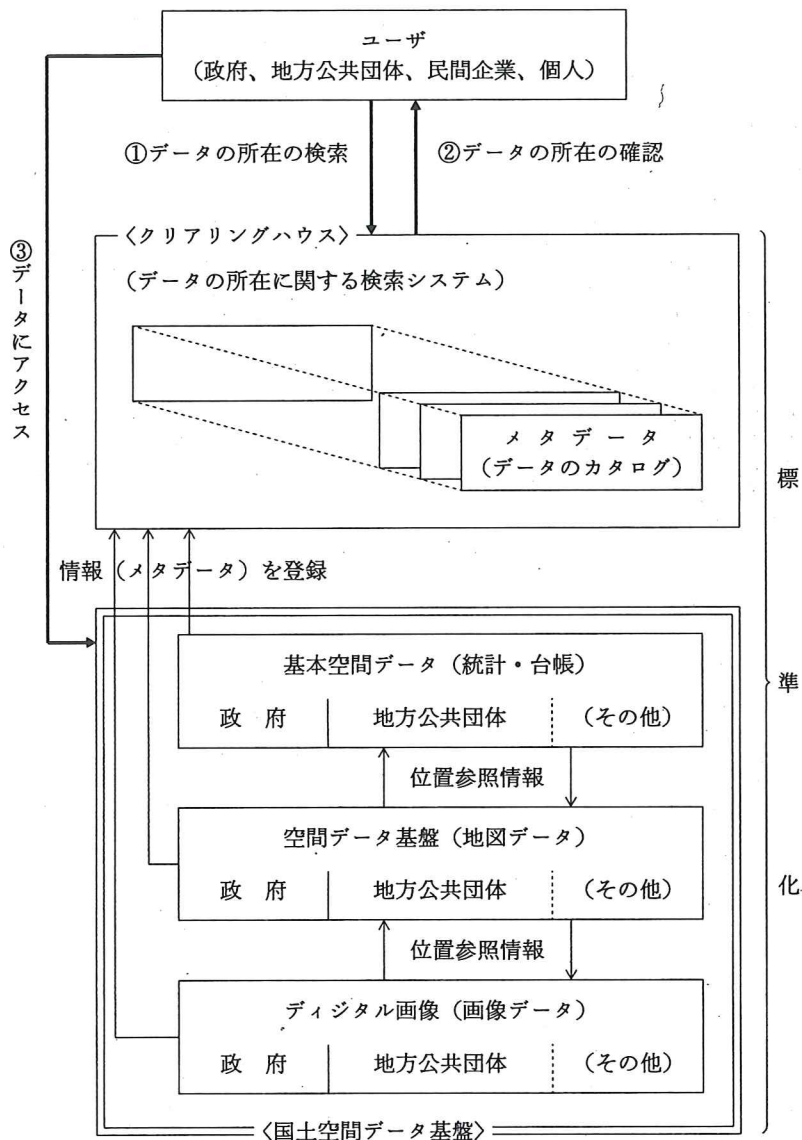 ユーザ
（政府、地方公共団体、民間企業、個人）
①データの所在の検索
②データの所在の確認
③データにアクセス
〈クリアリングハウス〉
（データの所在に関する検索システム）
メタデータ
（データのカタログ）
情報（メタデータ）を登録
基本空間データ（統計・台帳）
政府 地方公共団体 （その他）
位置参照情報
空間データ基盤（地図データ）
政府 地方公共団体 （その他）
位置参照情報
ディジタル画像（画像データ）
政府 地方公共団体 （その他）
〈国土空間データ基盤〉
標準化